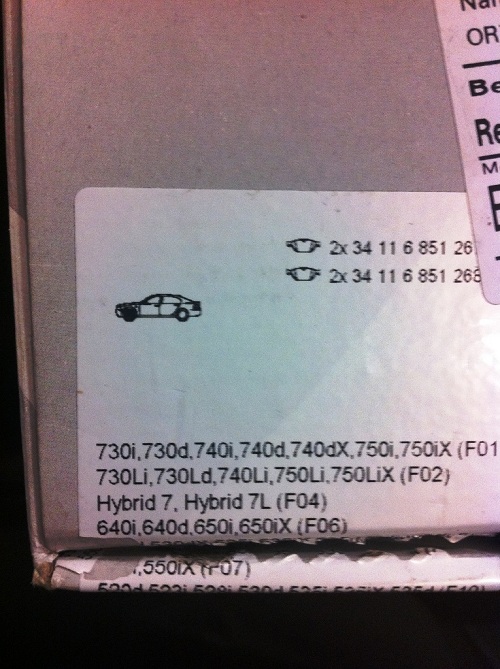 OR
Be
Re
M
2x 34 11 6 851 26
2x 34 11 6 851 268
730i,730d,740i,740d,740dX,750i,750iX (F01
730Li,730Ld,740Li,750Li,750LiX (F02)
Hybrid 7, Hybrid 7L (F04)
640i,640d,650i,650iX (F06)
,550iX (F07)